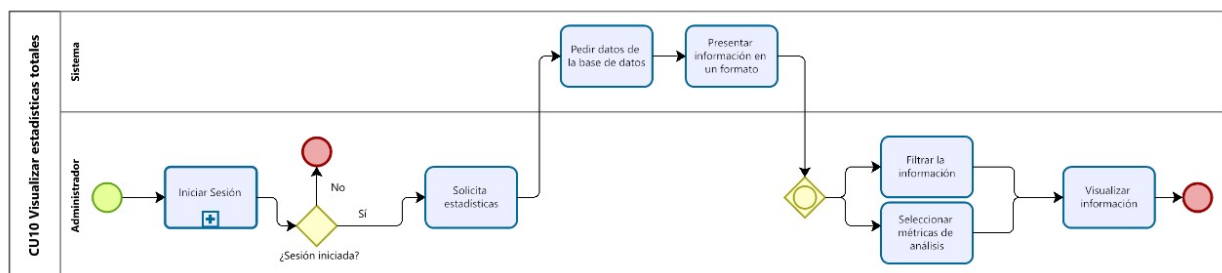 CU10 Visualizar estadísticas totales
Sistema
Pedir datos de
la base de datos
Presentar
información en
un formato
Administrador
Iniciar Sesión
No
Sí
¿Sesión iniciada?
Solicita
estadísticas
Filtrar la
información
Seleccionar
métricas de
análisis
Visualizar
información